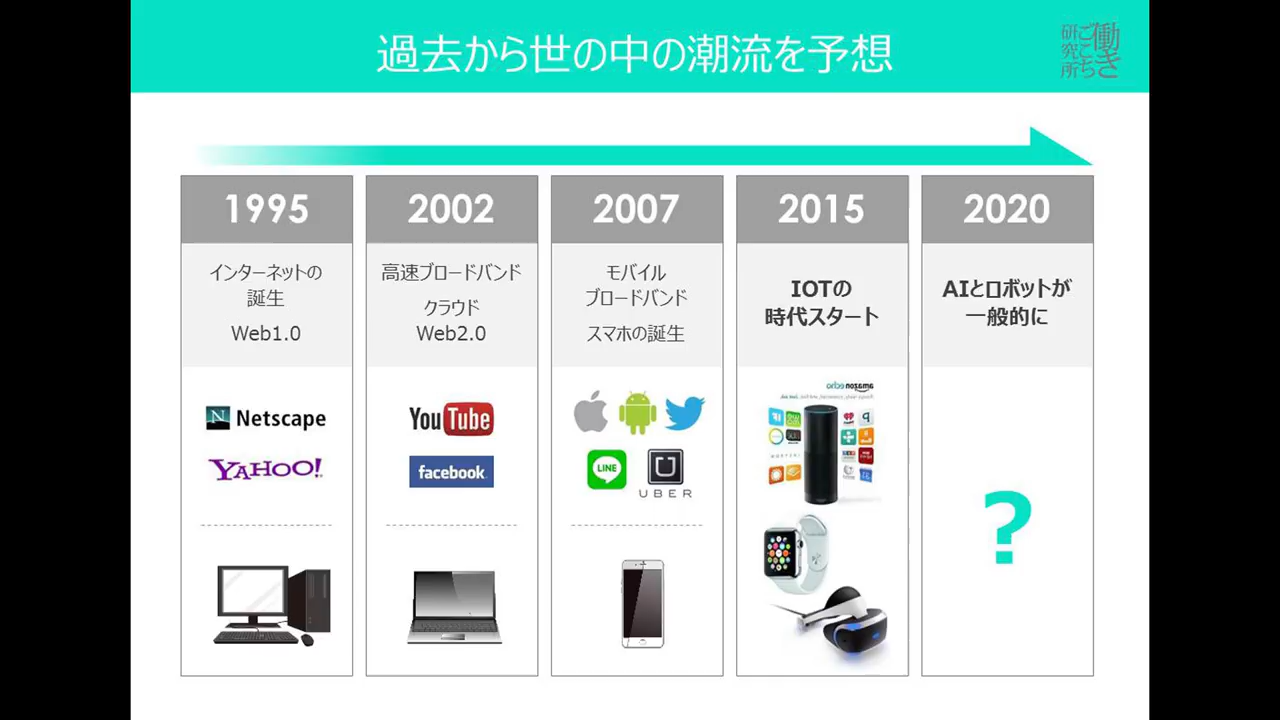 過去から世の中の潮流を予想
働き
ごこち
研究所
1995
インターネットの
誕生
Web1.0
Netscape
YAHOO!
2002
高速ブロードバンド
クラウド
Web2.0
YouTube
facebook
2007
モバイル
ブロードバンド
スマホの誕生
LINE
UBER
2015
IOTの
時代スタート
amazon echo
2020
AIとロボットが
一般的に
?